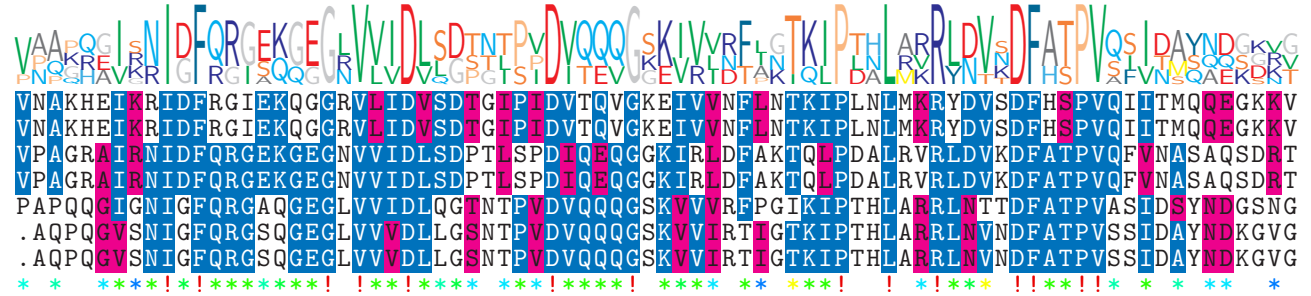 VNAKHEIKRIDFRGIEKQGGRVLIDVSDTGIPIDVTQVGKEIVVNFLNTKIPLNLMKRYDVSDFHSPVQIITMQQEGKKV
VNAKHEIKRIDFRGIEKQGGRVLIDVSDTGIPIDVTQVGKEIVVNFLNTKIPLNLMKRYDVSDFHSPVQIITMQQEGKKV
VPAGRAIRNIDFQRGEKGEGNVVIDLSDPTLSPDIQEQGGKIRLDFAKTQLPDALRVRLDVKDFATPVQFVNASAQSDRT
VPAGRAIRNIDFQRGEKGEGNVVIDLSDPTLSPDIQEQGGKIRLDFAKTQLPDALRVRLDVKDFATPVQFVNASAQSDRT
PAPQQGIGNIGFQRGAQGEGLVVIDLQGTNTPVDVQQQGSKVVVRFPGIKIPTHLARRLNTTDFATPVASIDSYNDGSNG
.AQPQGVSNIGFQRGSQGEGLVVVDLLGSNTPVDVQQQGSKVVIRTIGTKIPTHLARRLNVNDFATPVSSIDAYNDKGVG
.AQPQGVSNIGFQRGSQGEGLVVVDLLGSNTPVDVQQQGSKVVIRTIGTKIPTHLARRLNVNDFATPVSSIDAYNDKGVG